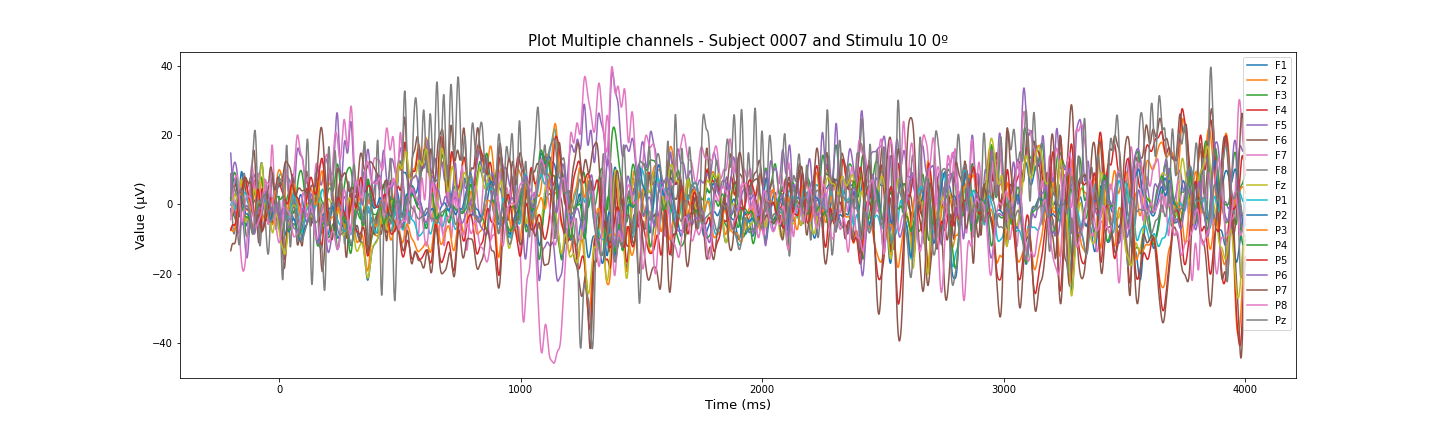 Plot Multiple channels - Subject 0007 and Stimulu 10 0º
Value (μV)
40
20
0
−20
−40
0
1000
2000
3000
4000
Time (ms)
F1
F2
F3
F4
F5
F6
F7
F8
Fz
P1
P2
P3
P4
P5
P6
P7
P8
Pz